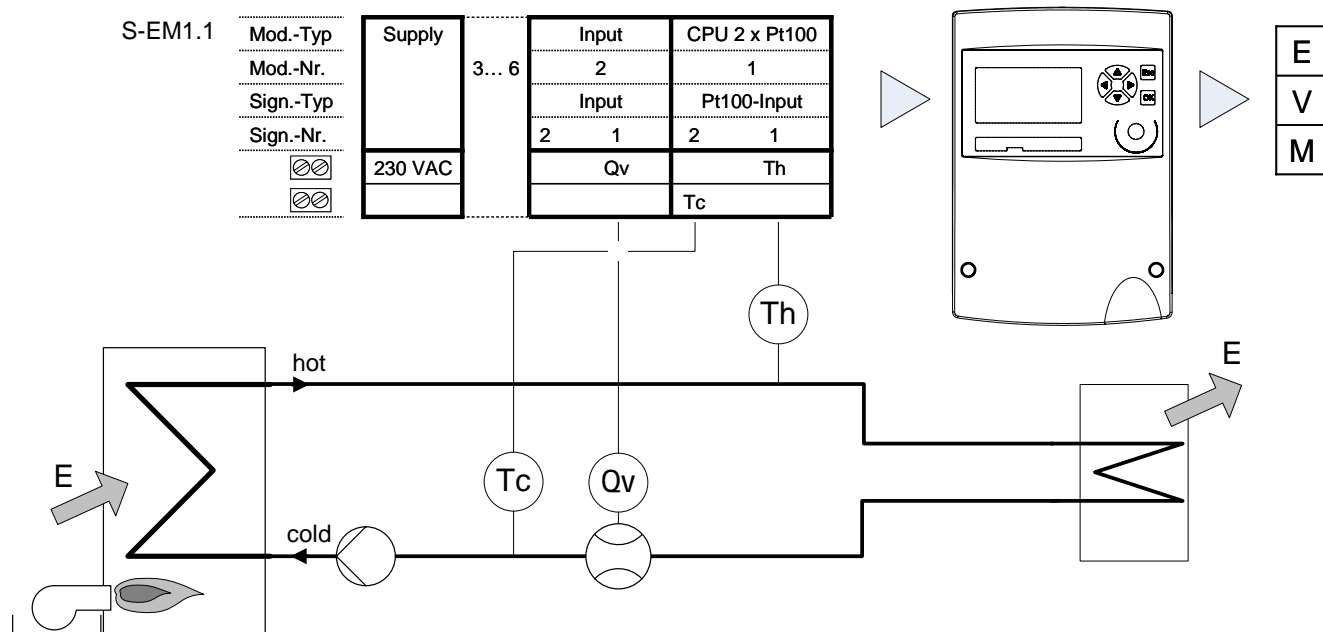 S-EM1.1 Mod.-Typ Supply Input CPU 2 x Pt100
Mod.-Nr. 3... 6 2 1
Sign.-Typ Input Pt100-Input
Sign.-Nr. 2 1 2 1
230 VAC Qv Th
Tc
Esc
OK
E
V
M
Th
hot
E
Tc
Qv
E
cold